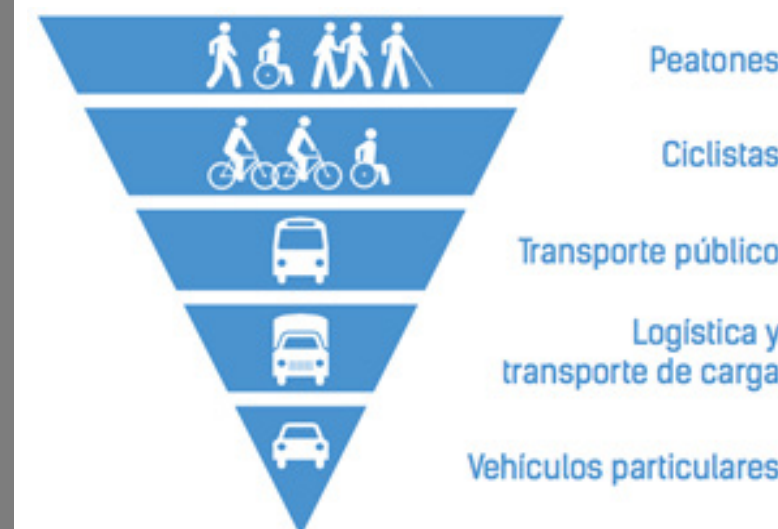 Peatones
Ciclistas
Transporte público
Logística y
transporte de carga
Vehículos particulares